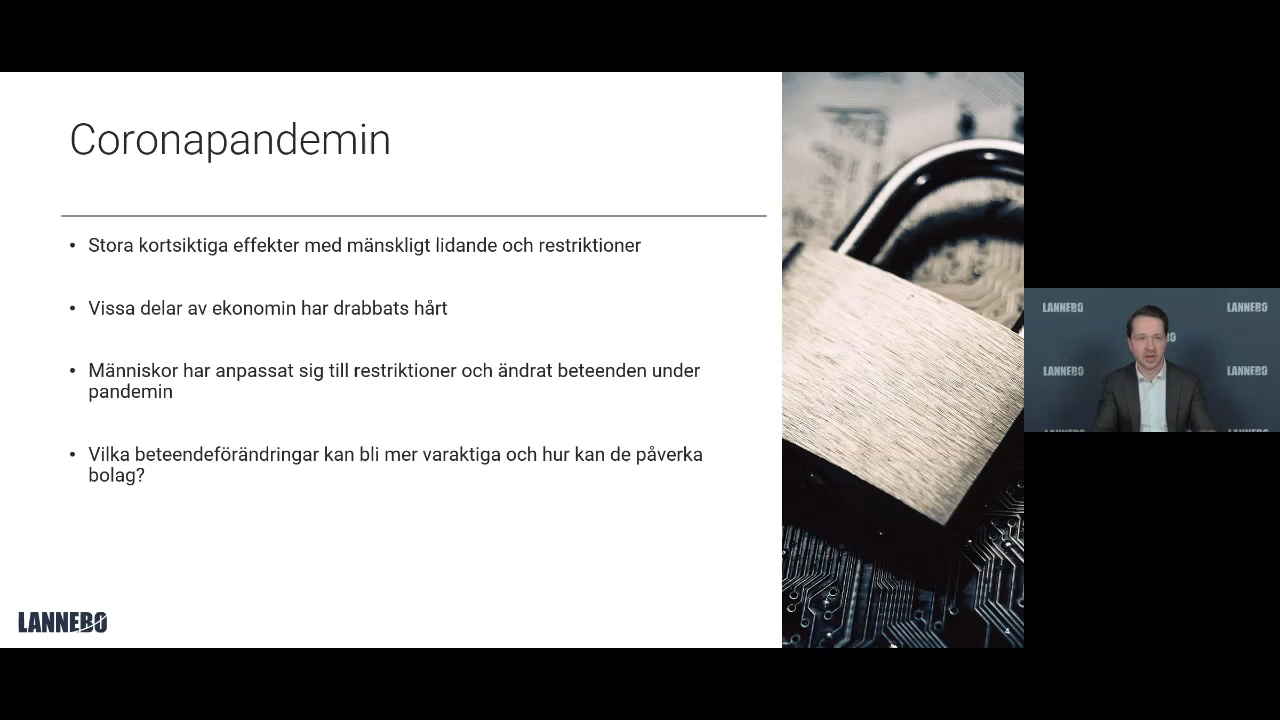 Coronapandemin
• Stora kortsiktiga effekter med mänskligt lidande och restriktioner
• Vissa delar av ekonomin har drabbats hårt
• Människor har anpassat sig till restriktioner och ändrat beteenden under
pandemin
• Vilka beteendeförändringar kan bli mer varaktiga och hur kan de påverka
bolag?
LANNEBO
4
LANNEBO
LANNEBO
LANNEBO
LANNEBO